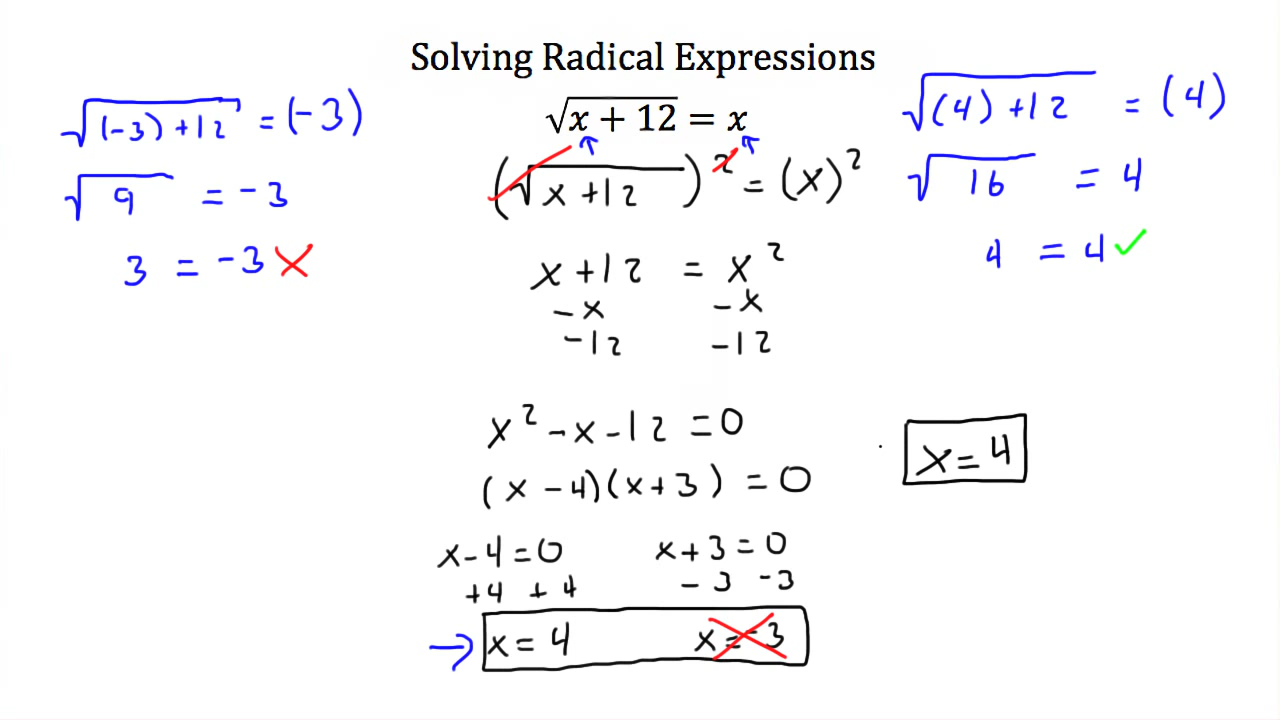 Solving Radical Expressions
√(-3)+12 = (-3)
√9 = -3
3 = -3 ✗
√x + 12 = x
(√x+12)² = (x)²
x+12 = x²
-x -x
-12 -12
x² -x-12 =0
(x -4)(x+3) = 0
x-4=0 x+3=0
+4 +4 -3 -3
→ x= 4 x= -3
√(4)+12 = (4)
√16 = 4
4 = 4 ✓
x= 4